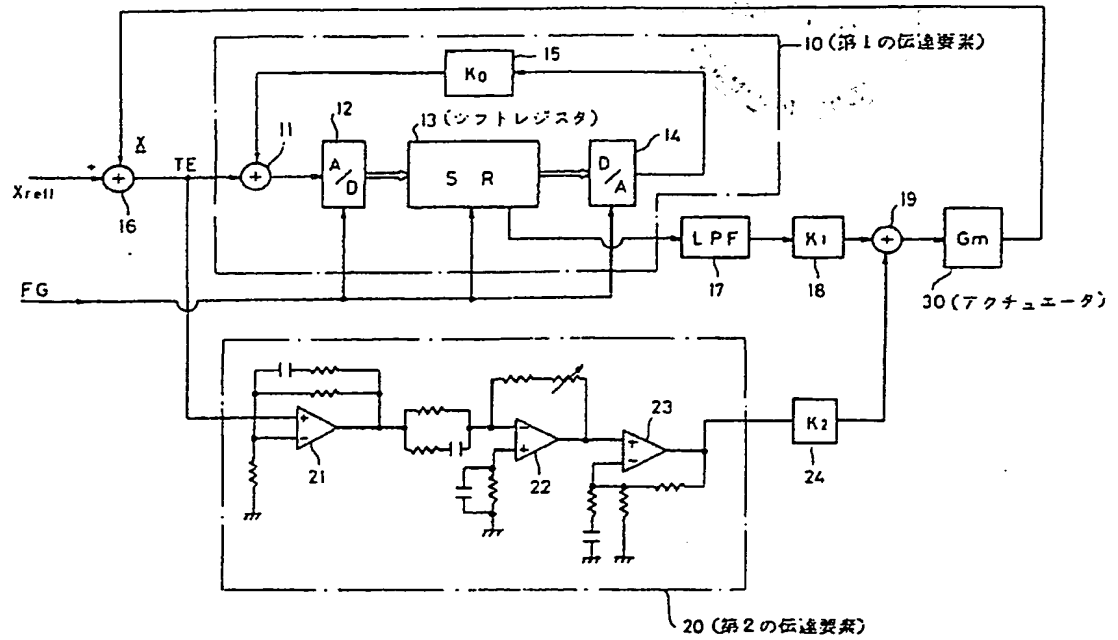 10(第1の伝達要素)
15
K0
12
13(シフトレジスタ)
14
11
X
+
TE
A/D
S R
D/A
Xref1
16
19
LPF
K1
Gm
17
18
FG
30(アクチュエータ)
+
−
21
−
+
22
23
+
−
K2
24
20(第2の伝達要素)